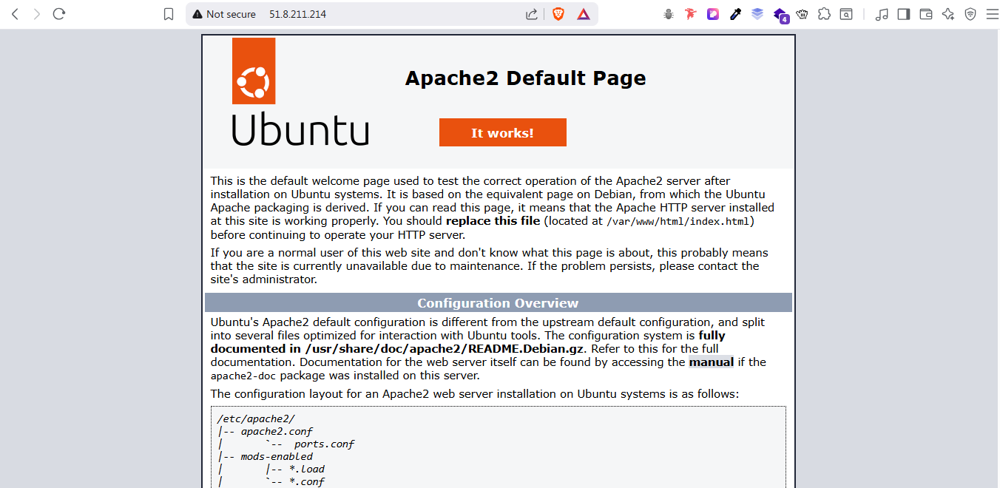 Not secure 51.8.211.214
4
Apache2 Default Page
Ubuntu
It works!
This is the default welcome page used to test the correct operation of the Apache2 server after
installation on Ubuntu systems. It is based on the equivalent page on Debian, from which the Ubuntu
Apache packaging is derived. If you can read this page, it means that the Apache HTTP server installed
at this site is working properly. You should replace this file (located at /var/www/html/index.html)
before continuing to operate your HTTP server.
If you are a normal user of this web site and don't know what this page is about, this probably means
that the site is currently unavailable due to maintenance. If the problem persists, please contact the
site's administrator.
Configuration Overview
Ubuntu's Apache2 default configuration is different from the upstream default configuration, and split
into several files optimized for interaction with Ubuntu tools. The configuration system is fully
documented in /usr/share/doc/apache2/README.Debian.gz. Refer to this for the full
documentation. Documentation for the web server itself can be found by accessing the manual if the
apache2-doc package was installed on this server.
The configuration layout for an Apache2 web server installation on Ubuntu systems is as follows:
/etc/apache2/
|-- apache2.conf
|       `--  ports.conf
|-- mods-enabled
|       |-- *.load
|       `-- *.conf